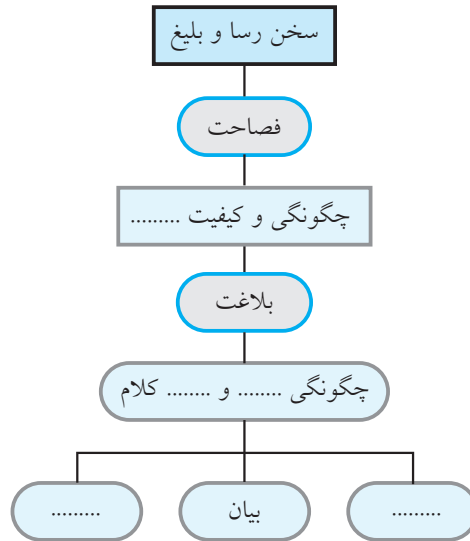 سخن رسا و بلیغ
فصاحت
چگونگی و کیفیت .........
بلاغت
چگونگی ........ و ........ کلام
.........
بیان
.........